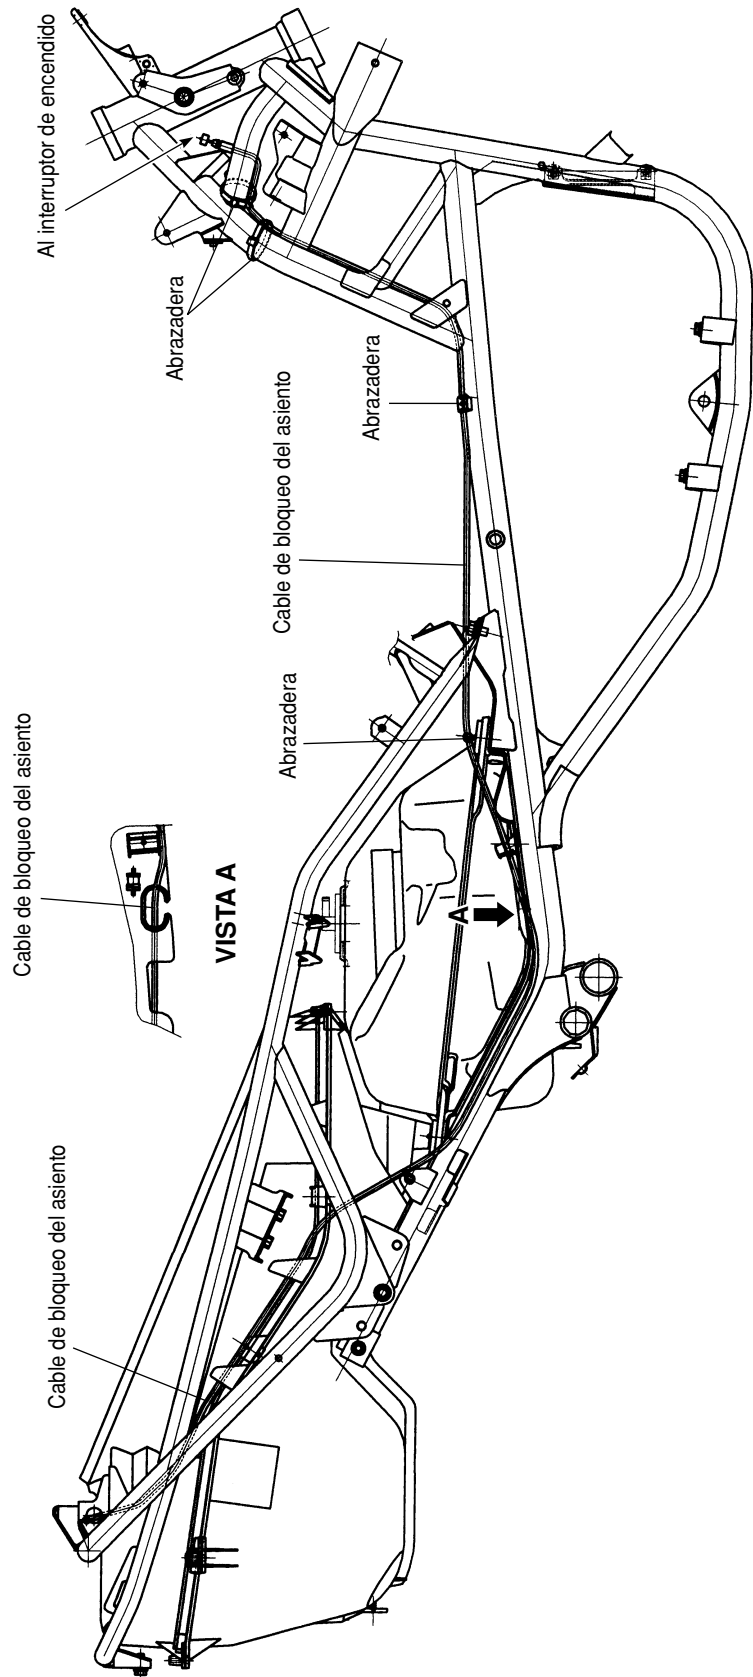 Al interruptor de encendido
Abrazadera
Abrazadera
Cable de bloqueo del asiento
Abrazadera
Cable de bloqueo del asiento
VISTA A
A
Cable de bloqueo del asiento